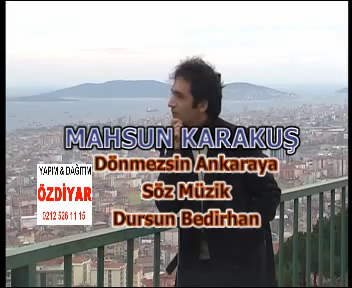 MAHSUN KARAKUŞ
Dönmezsin Ankaraya
Söz Müzik
Dursun Bedirhan
YAPIM & DAĞITIM
ÖZDİYAR
0212 526 11 15